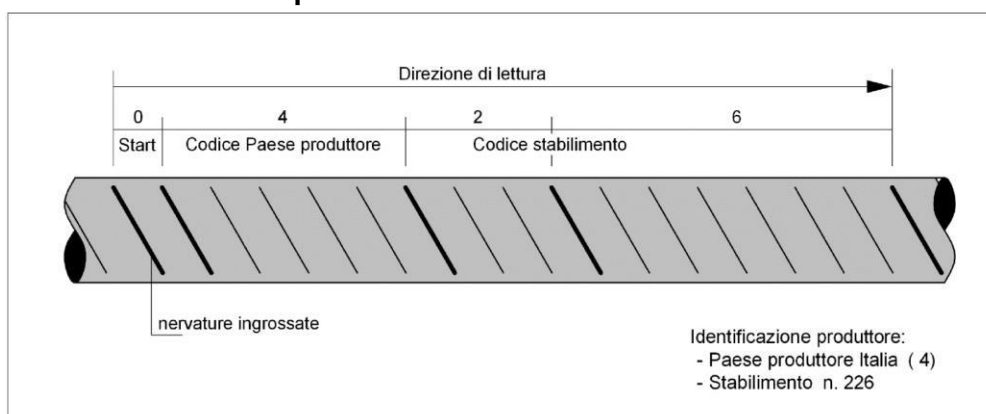 Direzione di lettura
0 4 2 6
Start Codice Paese produttore Codice stabilimento
nervature ingrossate
Identificazione produttore:
- Paese produttore Italia ( 4)
- Stabilimento n. 226